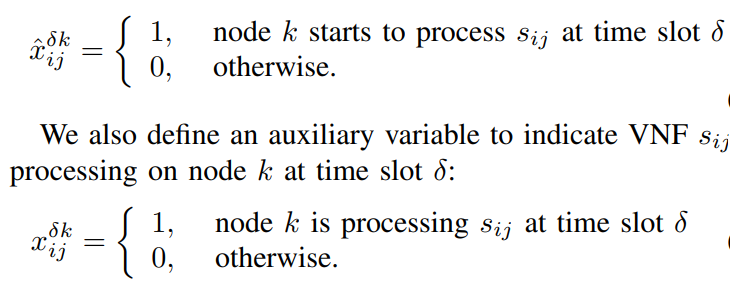 x̂_{ij}^{δk} = { 1, node k starts to process s_{ij} at time slot δ
0, otherwise.
We also define an auxiliary variable to indicate VNF s_{ij}
processing on node k at time slot δ:
x_{ij}^{δk} = { 1, node k is processing s_{ij} at time slot δ
0, otherwise.